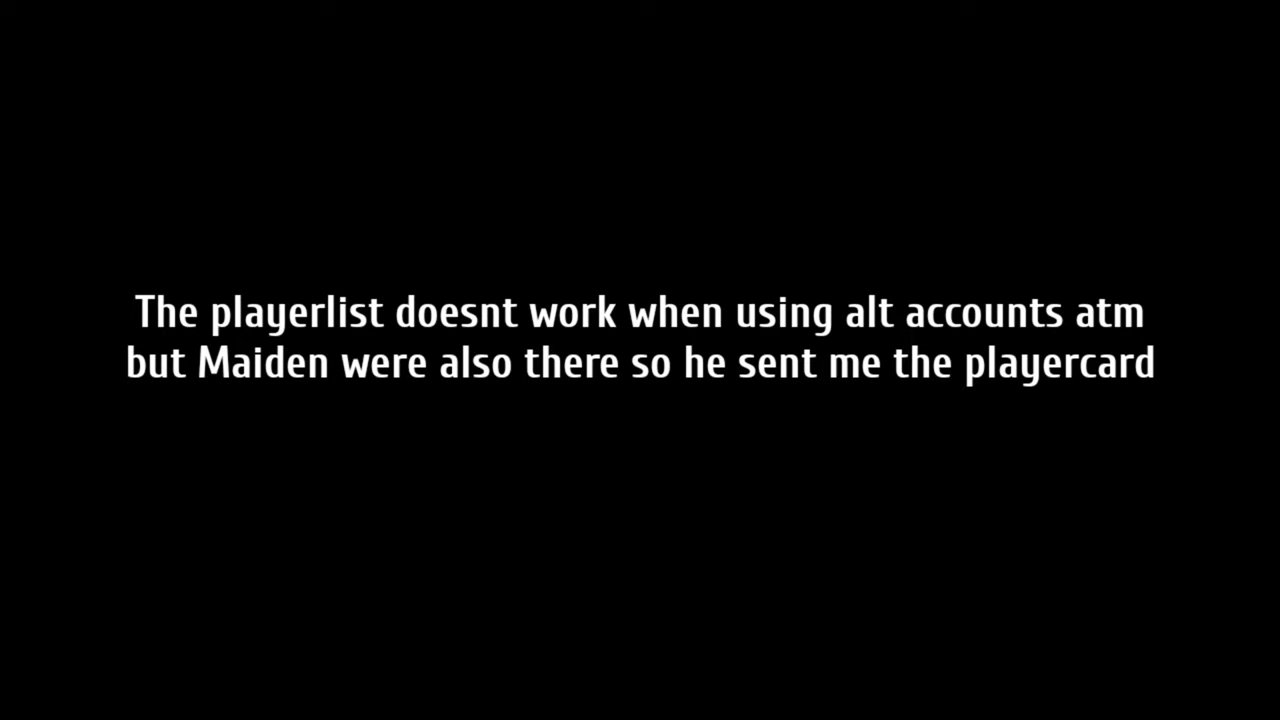 The playerlist doesnt work when using alt accounts atm
but Maiden were also there so he sent me the playercard